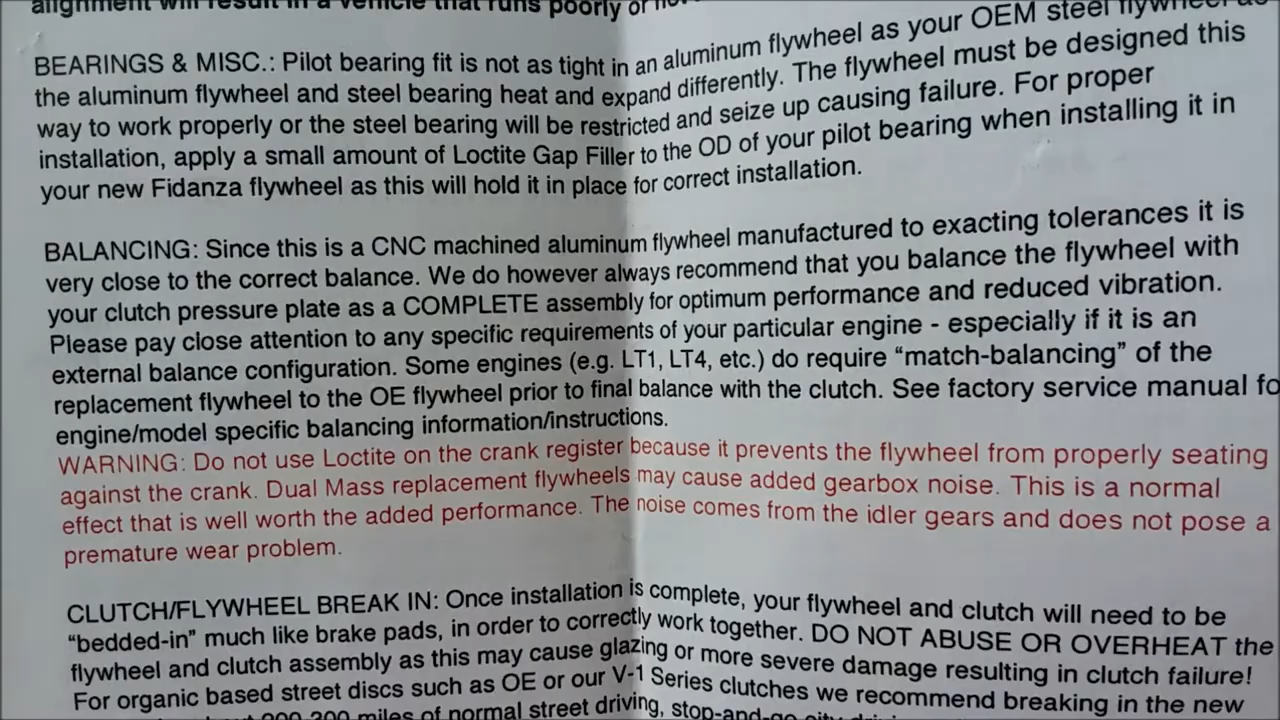 alignment will result in a vehicle that runs poorly or
BEARINGS & MISC.: Pilot bearing fit is not as tight in an aluminum flywheel as your OEM steel flywheel as
the aluminum flywheel and steel bearing heat and expand differently. The flywheel must be designed this
way to work properly or the steel bearing will be restricted and seize up causing failure. For proper
installation, apply a small amount of Loctite Gap Filler to the OD of your pilot bearing when installing it in
your new Fidanza flywheel as this will hold it in place for correct installation.
BALANCING: Since this is a CNC machined aluminum flywheel manufactured to exacting tolerances it is
very close to the correct balance. We do however always recommend that you balance the flywheel with
your clutch pressure plate as a COMPLETE assembly for optimum performance and reduced vibration.
Please pay close attention to any specific requirements of your particular engine - especially if it is an
external balance configuration. Some engines (e.g. LT1, LT4, etc.) do require “match-balancing” of the
replacement flywheel to the OE flywheel prior to final balance with the clutch. See factory service manual fo
engine/model specific balancing information/instructions.
WARNING: Do not use Loctite on the crank register because it prevents the flywheel from properly seating
against the crank. Dual Mass replacement flywheels may cause added gearbox noise. This is a normal
effect that is well worth the added performance. The noise comes from the idler gears and does not pose a
premature wear problem.
CLUTCH/FLYWHEEL BREAK IN: Once installation is complete, your flywheel and clutch will need to be
“bedded-in” much like brake pads, in order to correctly work together. DO NOT ABUSE OR OVERHEAT the
flywheel and clutch assembly as this may cause glazing or more severe damage resulting in clutch failure!
For organic based street discs such as OE or our V-1 Series clutches we recommend breaking in the new
miles of normal street driving, stop-and-go city